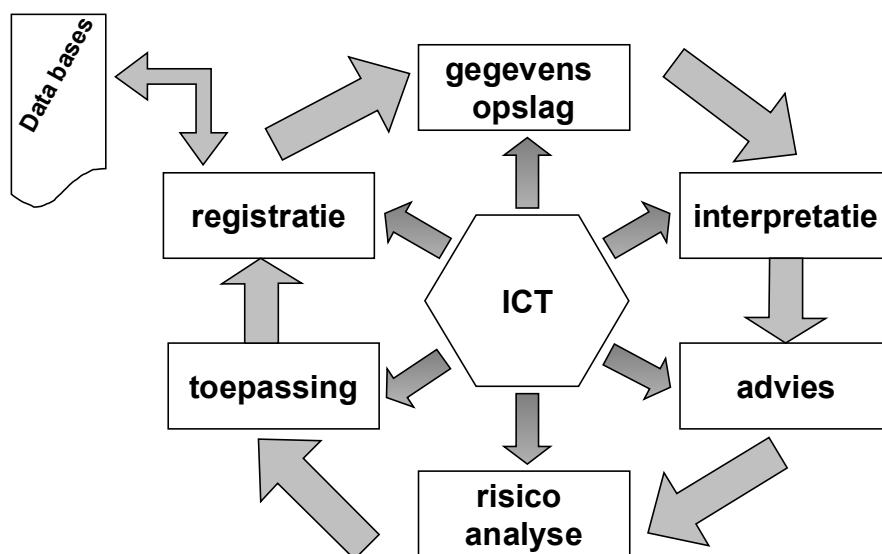 Data bases
gegevens
opslag
registratie
interpretatie
ICT
toepassing
advies
risico
analyse